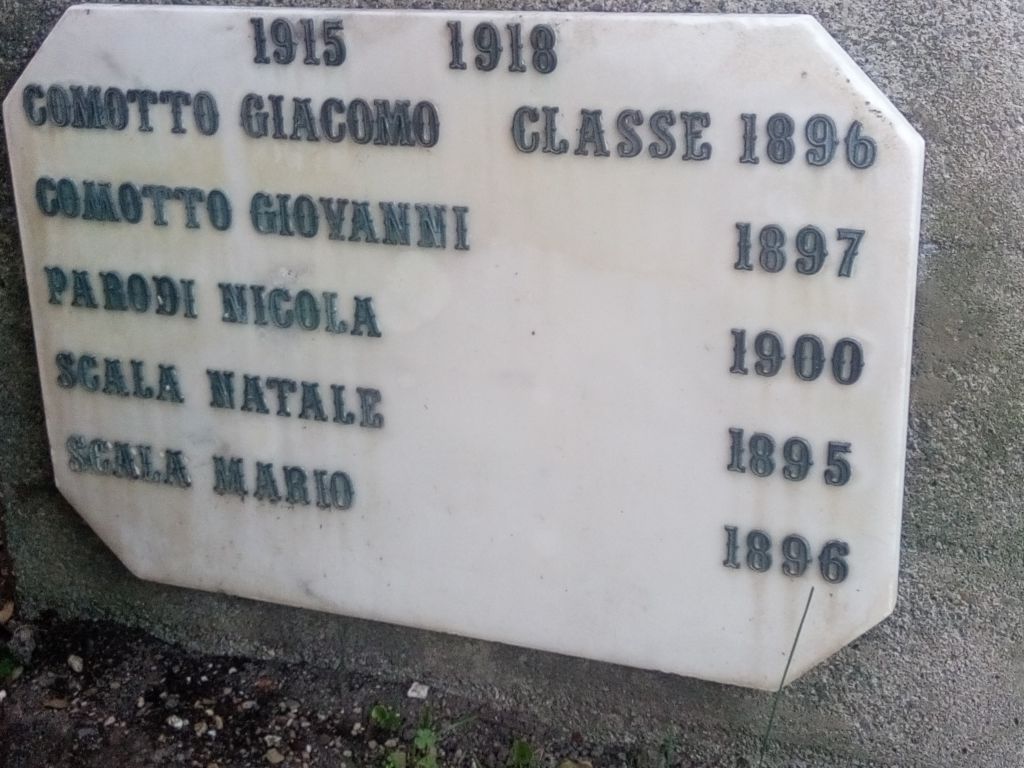 1915 1918
COMOTTO GIACOMO CLASSE 1896
COMOTTO GIOVANNI 1897
PARODI NICOLA 1900
SCALA NATALE 1895
SCALA MARIO 1896